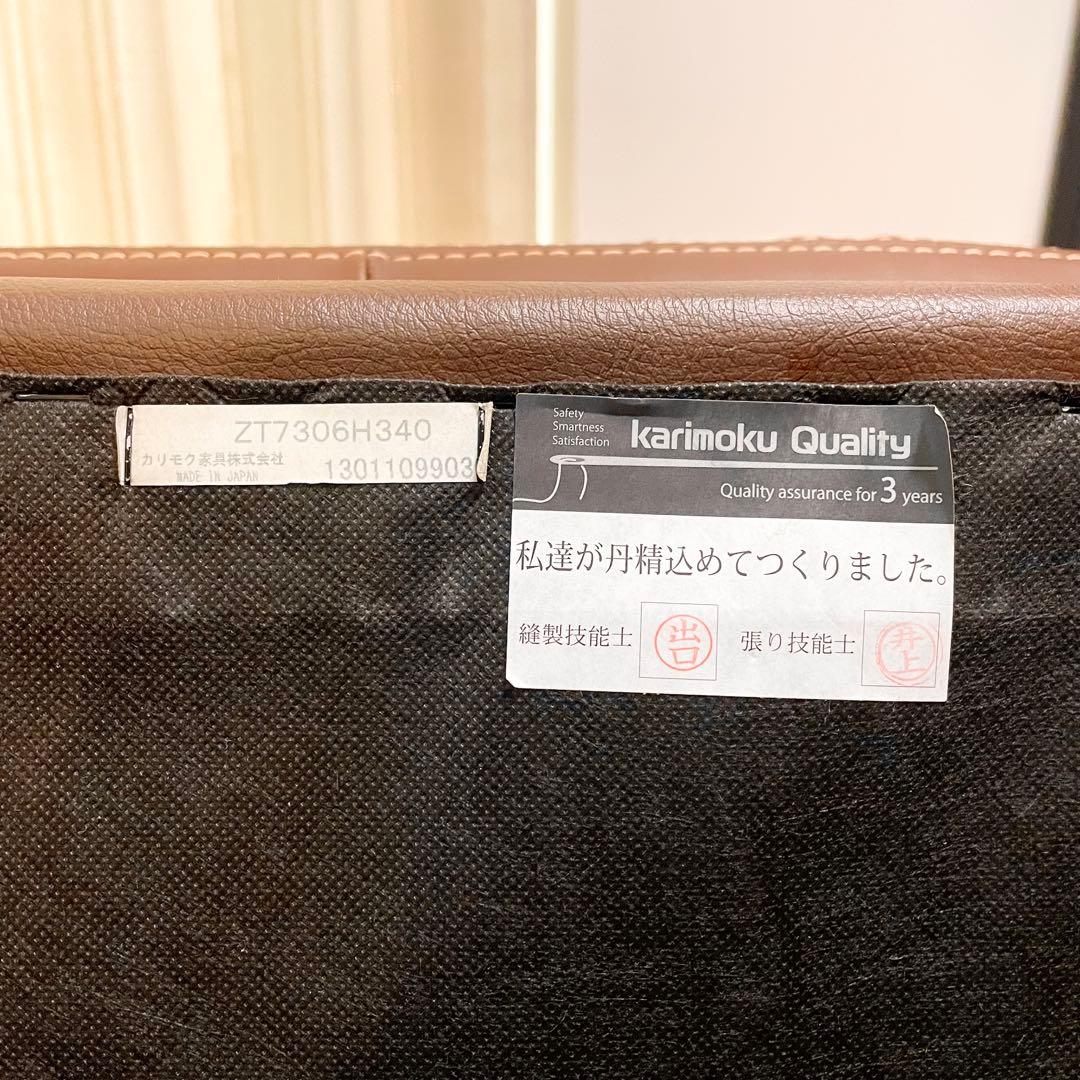 ZT7306H340
カリモク家具株式会社
1301109903
MADE IN JAPAN
Safety
Smartness
Satisfaction
karimoku Quality
Quality assurance for 3 years
私達が丹精込めてつくりました。
縫製技能士 出口 張り技能士 井上